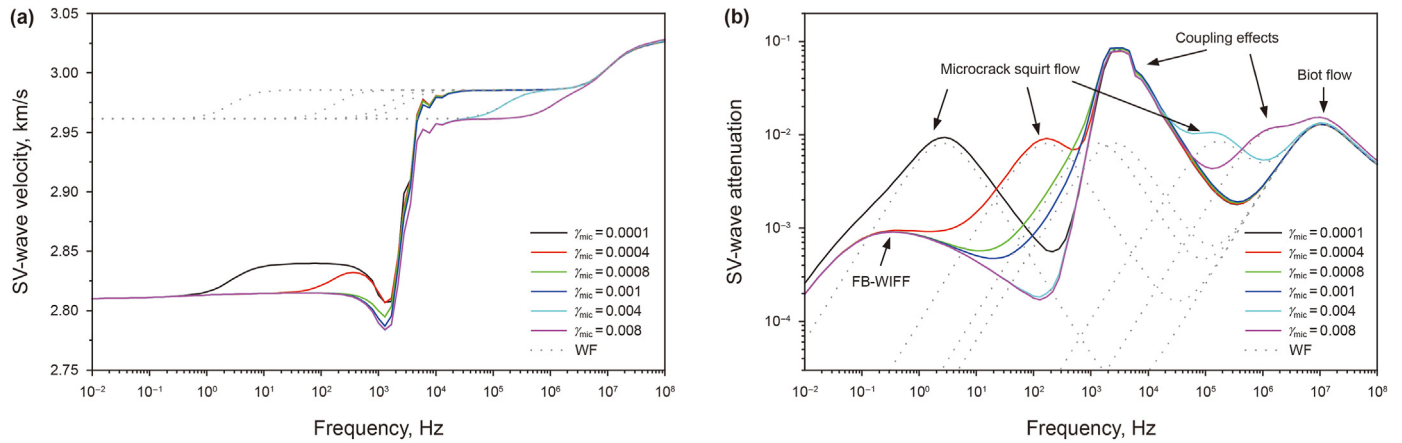 (a)
3.05
3.00
2.95
2.90
2.85
2.80
2.75
SV-wave velocity, km/s
γmic = 0.0001
γmic = 0.0004
γmic = 0.0008
γmic = 0.001
γmic = 0.004
γmic = 0.008
WF
10⁻² 10⁻¹ 10⁰ 10¹ 10² 10³ 10⁴ 10⁵ 10⁶ 10⁷ 10⁸
Frequency, Hz
(b)
10⁻¹
10⁻²
10⁻³
10⁻⁴
SV-wave attenuation
Coupling effects
Microcrack squirt flow
Biot flow
FB-WIFF
γmic = 0.0001
γmic = 0.0004
γmic = 0.0008
γmic = 0.001
γmic = 0.004
γmic = 0.008
WF
10⁻² 10⁻¹ 10⁰ 10¹ 10² 10³ 10⁴ 10⁵ 10⁶ 10⁷ 10⁸
Frequency, Hz